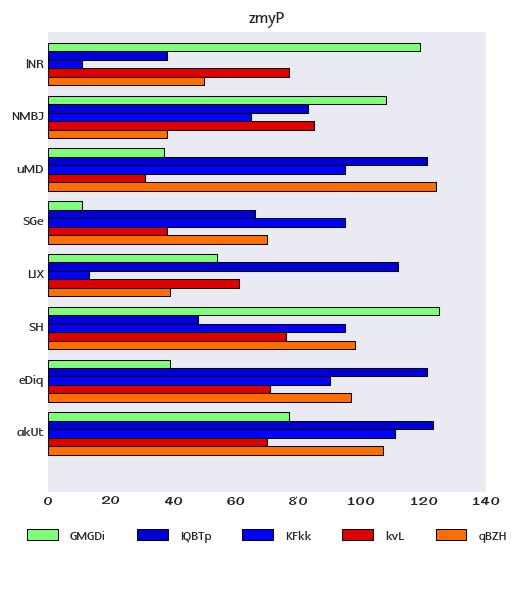 zmyP
lNR
NMBJ
uMD
SGe
LIX
SH
eDiq
akUt
0 20 40 60 80 100 120 140
GMGDi IQBTp KFkk kvL qBZH